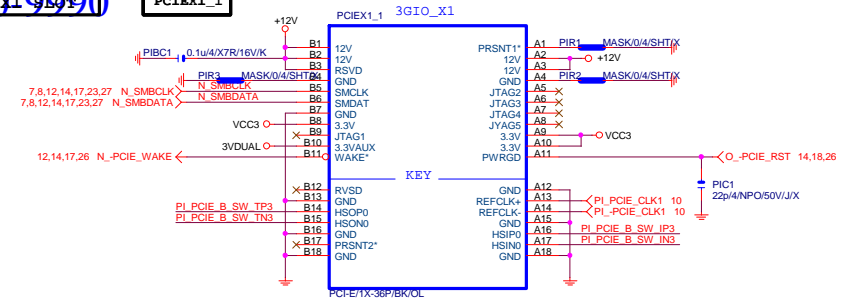 X1 SLOT
PCIEX1_1
PCIEX1_1 3GIO_X1
+12V
PIBC1 0.1u/4/X7R/16V/K
B1 12V PRSNT1* A1 PIR1 MASK/0/4/SHT/X
B2 12V 12V A2 +12V
B3 RSVD 12V A3
PIR3 MASK/0/4/SHT/X B4 GND GND A4 PIR2 MASK/0/4/SHT/X
7,8,12,14,17,23,27 N_SMBCLK N_SMBCLK B5 SMCLK JTAG2 A5
7,8,12,14,17,23,27 N_SMBDATA N_SMBDATA B6 SMDAT JTAG3 A6
B7 GND JTAG4 A7
VCC3 B8 3.3V JYAG5 A8
B9 JTAG1 3.3V A9 VCC3
3VDUAL B10 3.3VAUX 3.3V A10
12,14,17,26 N_-PCIE_WAKE B11 WAKE* PWRGD A11 O_-PCIE_RST 14,18,26
KEY
PIC1
22p/4/NPO/50V/J/X
B12 RVSD GND A12
B13 GND REFCLK+ A13 PI_PCIE_CLK1 10
PI_PCIE_B_SW_TP3 B14 HSOP0 REFCLK- A14 PI_-PCIE_CLK1 10
PI_PCIE_B_SW_TN3 B15 HSON0 GND A15
B16 GND HSIP0 A16 PI_PCIE_B_SW_IP3
B17 PRSNT2* HSIN0 A17 PI_PCIE_B_SW_IN3
B18 GND GND A18
PCI-E/1X-36P/BK/OL